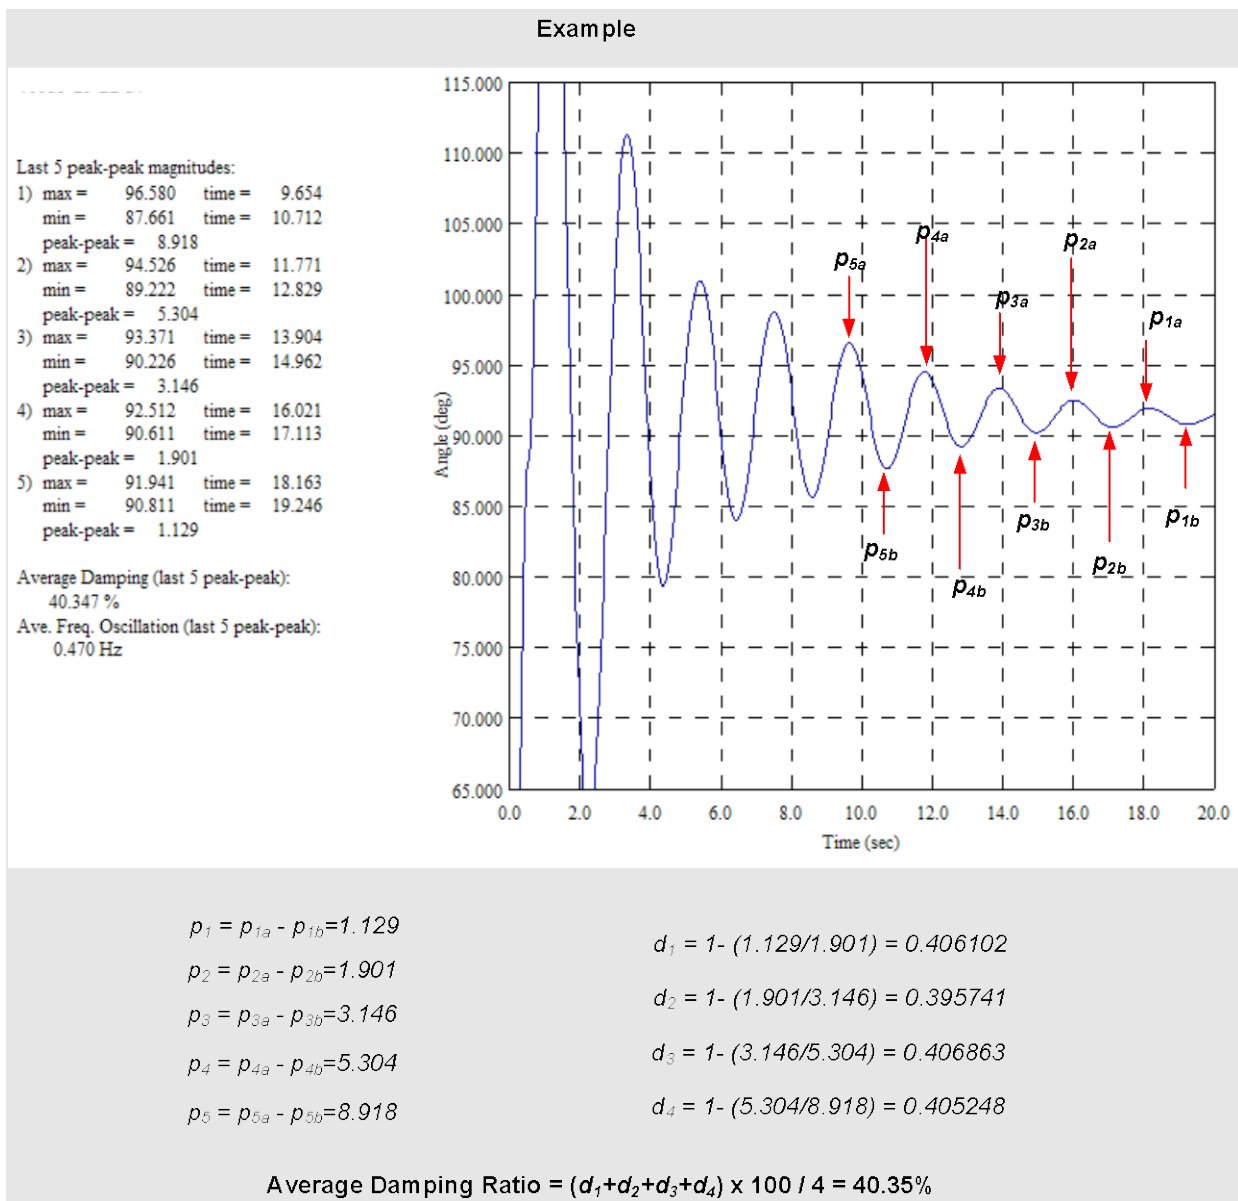 Example
Last 5 peak-peak magnitudes:
1) max = 96.580 time = 9.654
min = 87.661 time = 10.712
peak-peak = 8.918
2) max = 94.526 time = 11.771
min = 89.222 time = 12.829
peak-peak = 5.304
3) max = 93.371 time = 13.904
min = 90.226 time = 14.962
peak-peak = 3.146
4) max = 92.512 time = 16.021
min = 90.611 time = 17.113
peak-peak = 1.901
5) max = 91.941 time = 18.163
min = 90.811 time = 19.246
peak-peak = 1.129
Average Damping (last 5 peak-peak):
40.347 %
Ave. Freq. Oscillation (last 5 peak-peak):
0.470 Hz
115.000
110.000
105.000
100.000
95.000
90.000
85.000
80.000
75.000
70.000
65.000
Angle (deg)
0.0 2.0 4.0 6.0 8.0 10.0 12.0 14.0 16.0 18.0 20.0
Time (sec)
p5a
p4a
p3a
p2a
p1a
p5b
p4b
p3b
p2b
p1b
p1 = p1a - p1b=1.129
p2 = p2a - p2b=1.901
p3 = p3a - p3b=3.146
p4 = p4a - p4b=5.304
p5 = p5a - p5b=8.918
d1 = 1- (1.129/1.901) = 0.406102
d2 = 1- (1.901/3.146) = 0.395741
d3 = 1- (3.146/5.304) = 0.406863
d4 = 1- (5.304/8.918) = 0.405248
Average Damping Ratio = (d1+d2+d3+d4) x 100 / 4 = 40.35%